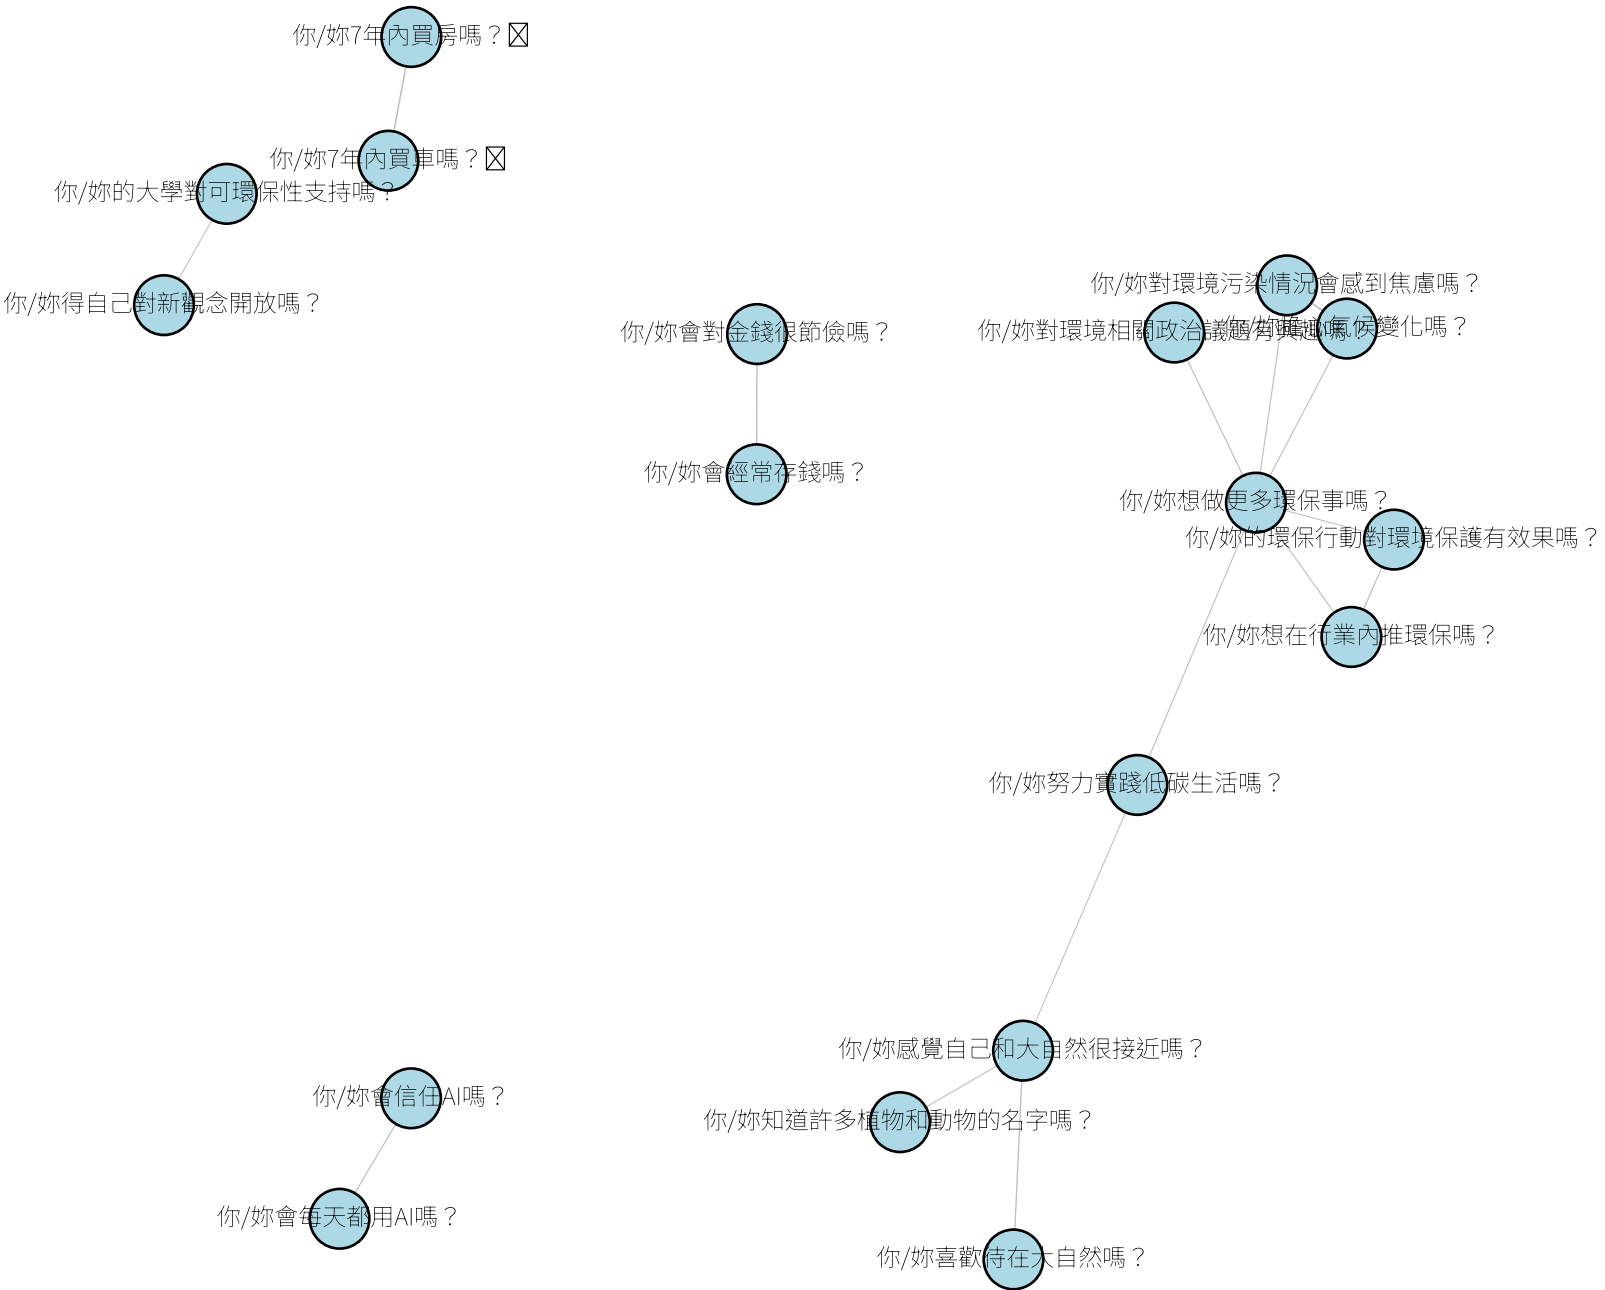 你/妳7年內買房嗎？
你/妳7年內買車嗎？
你/妳的大學對可環保性支持嗎？
你/妳得自己對新觀念開放嗎？
你/妳對環境污染情況會感到焦慮嗎？
你/妳會對金錢很節儉嗎？
你/妳對環境相關政治議題有興趣嗎？
你/妳擔心氣候變化嗎？
你/妳會經常存錢嗎？
你/妳想做更多環保事嗎？
你/妳的環保行動對環境保護有效果嗎？
你/妳想在行業內推環保嗎？
你/妳努力實踐低碳生活嗎？
你/妳感覺自己和大自然很接近嗎？
你/妳會信任AI嗎？
你/妳知道許多植物和動物的名字嗎？
你/妳會每天都用AI嗎？
你/妳喜歡待在大自然嗎？